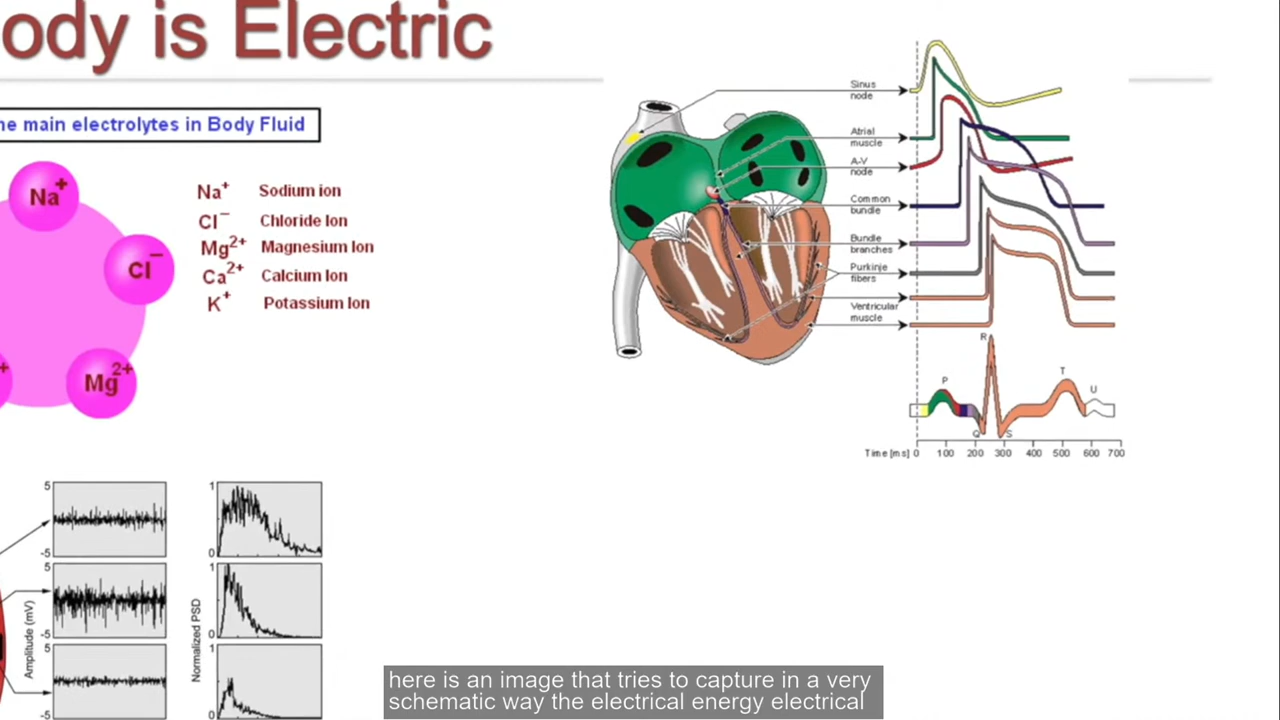 ody is Electric
he main electrolytes in Body Fluid
Na+
Cl−
Mg2+
+
Na+ Sodium ion
Cl− Chloride Ion
Mg2+ Magnesium Ion
Ca2+ Calcium Ion
K+ Potassium Ion
Sinus
node
Atrial
muscle
A-V
node
Common
bundle
Bundle
branches
Purkinje
fibers
Ventricular
muscle
P
R
Q
S
T
U
Time [ms] 0 100 200 300 400 500 600 700
5
-5
5
-5
5
-5
Amplitude (mV)
1
0
1
0
1
0
Normalized PSD
here is an image that tries to capture in a very
schematic way the electrical energy electrical